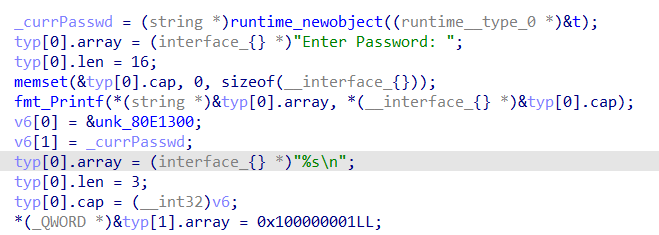 _currPasswd = (string *)runtime_newobject((runtime__type_0 *)&t);
typ[0].array = (interface_{} *)"Enter Password: ";
typ[0].len = 16;
memset(&typ[0].cap, 0, sizeof(__interface_{}));
fmt_Printf(*(string *)&typ[0].array, *(__interface_{} *)&typ[0].cap);
v6[0] = &unk_80E1300;
v6[1] = _currPasswd;
typ[0].array = (interface_{} *)"%s\n";
typ[0].len = 3;
typ[0].cap = (__int32)v6;
*(_QWORD *)&typ[1].array = 0x100000001LL;